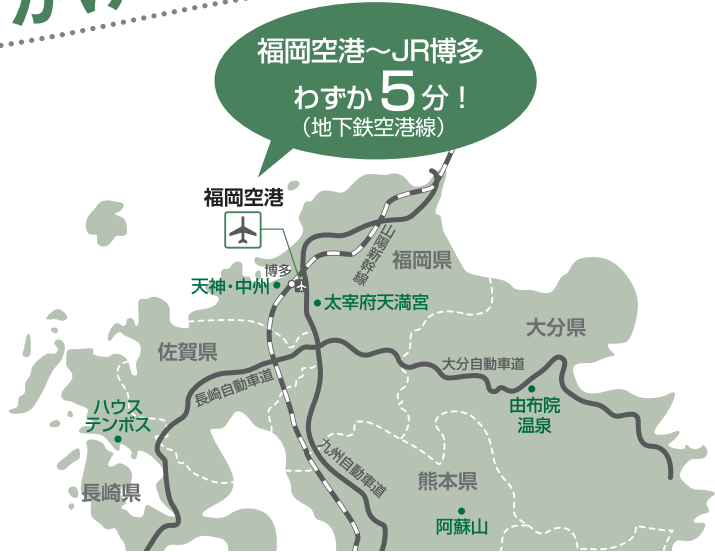 福岡空港～JR博多
わずか5分！
（地下鉄空港線）
福岡空港
博多
天神・中州
山陽新幹線
福岡県
太宰府天満宮
大分県
佐賀県
大分自動車道
長崎自動車道
ハウス
テンボス
由布院
温泉
九州自動車道
長崎県
熊本県
阿蘇山